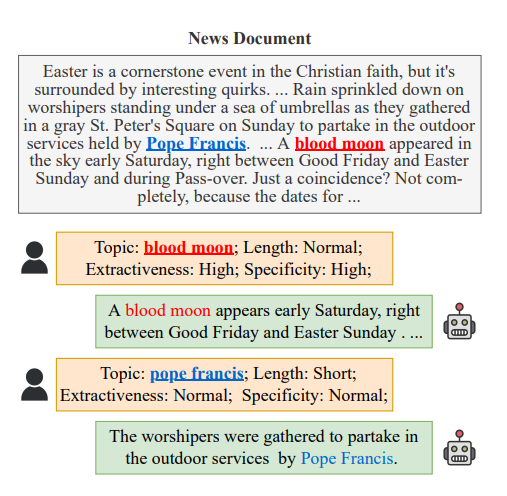 News Document
Easter is a cornerstone event in the Christian faith, but it's
surrounded by interesting quirks. ... Rain sprinkled down on
worshipers standing under a sea of umbrellas as they gathered
in a gray St. Peter's Square on Sunday to partake in the outdoor
services held by Pope Francis. ... A blood moon appeared in
the sky early Saturday, right between Good Friday and Easter
Sunday and during Pass-over. Just a coincidence? Not com-
pletely, because the dates for ...
Topic: blood moon; Length: Normal;
Extractiveness: High; Specificity: High;
A blood moon appears early Saturday, right
between Good Friday and Easter Sunday . ...
Topic: pope francis; Length: Short;
Extractiveness: Normal; Specificity: Normal;
The worshipers were gathered to partake in
the outdoor services by Pope Francis.